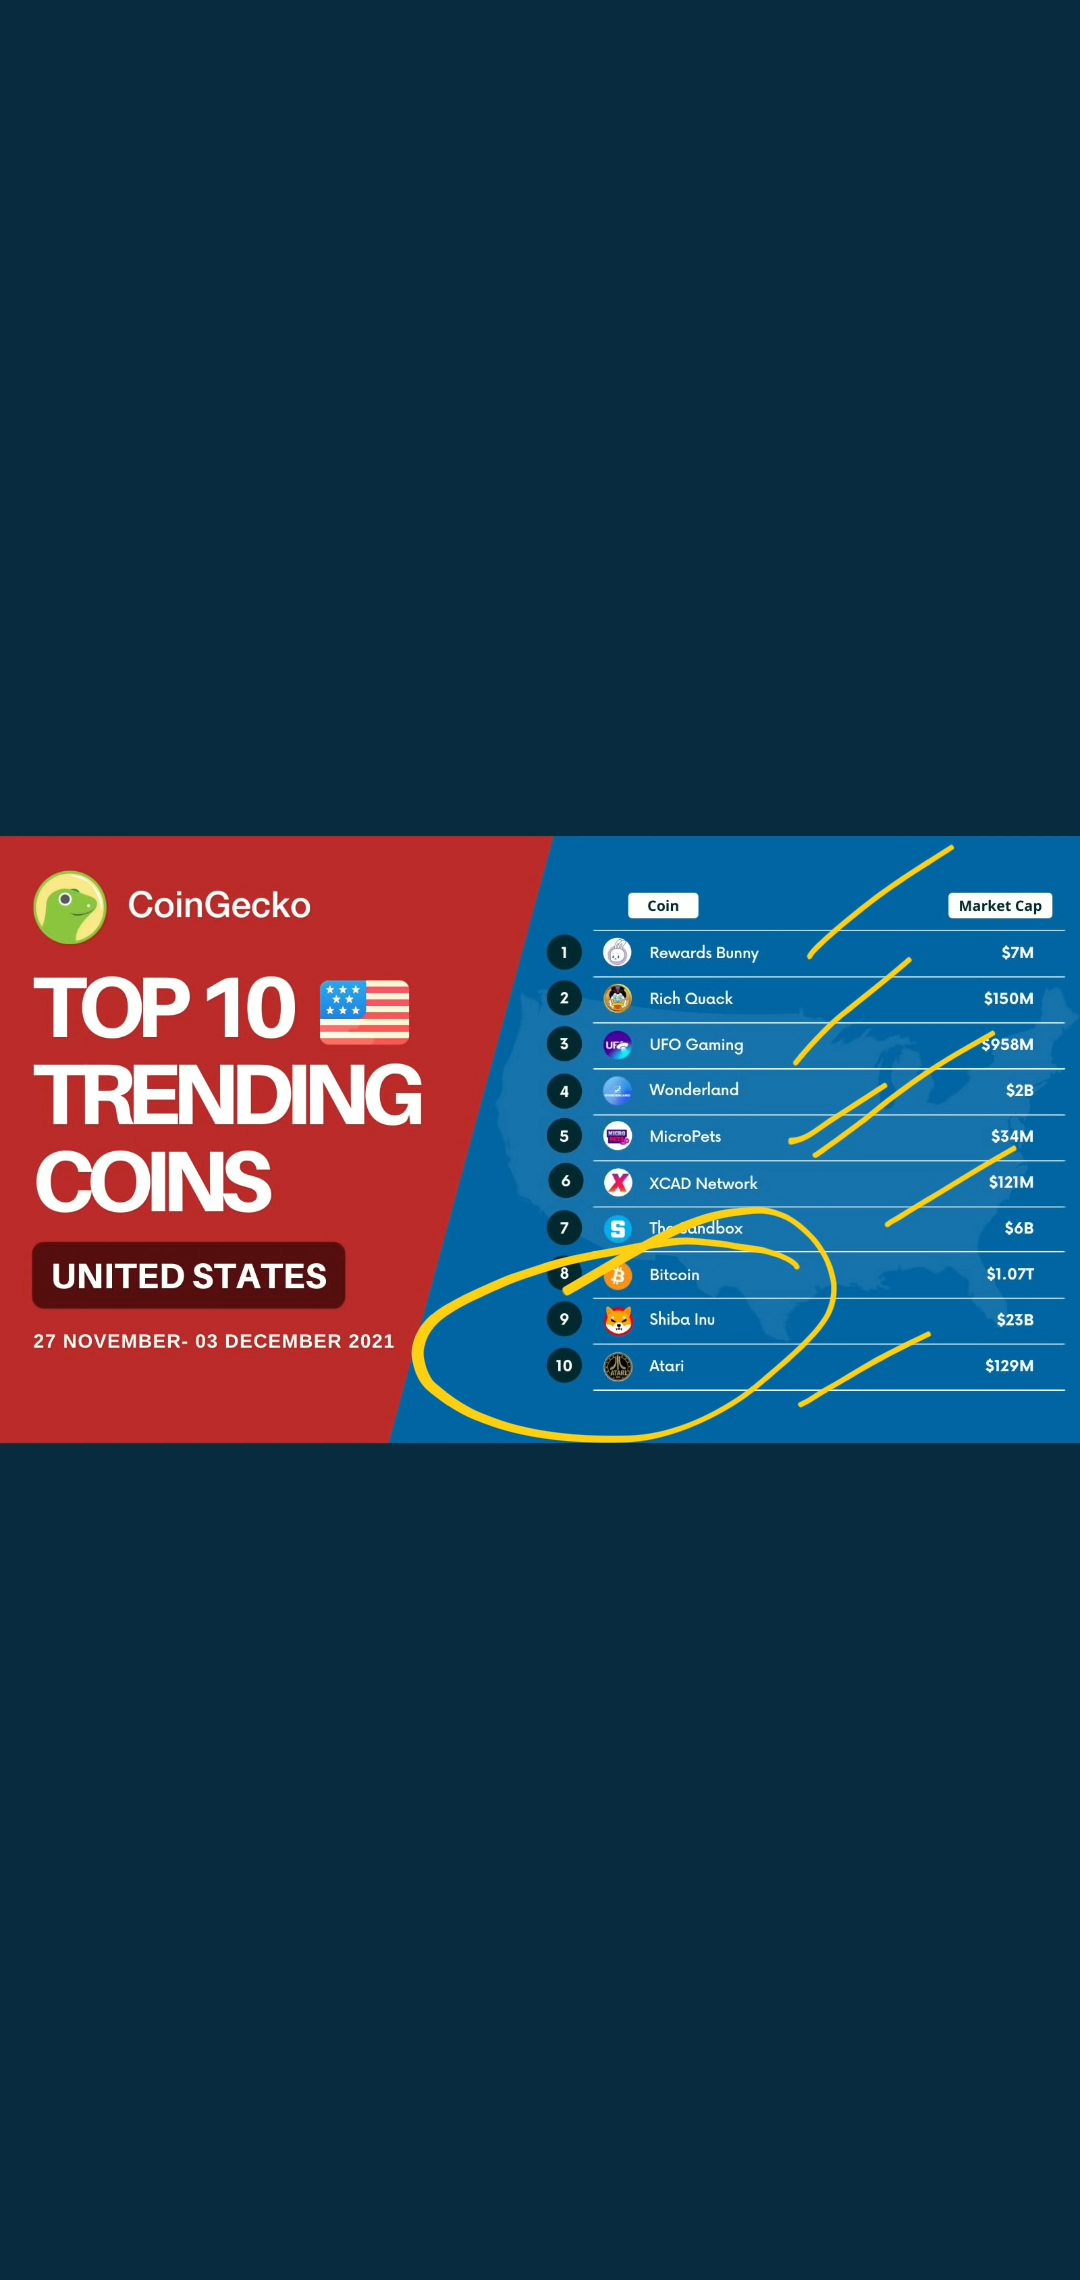 CoinGecko
TOP 10
TRENDING
COINS
UNITED STATES
27 NOVEMBER- 03 DECEMBER 2021
Coin Market Cap
1 Rewards Bunny $7M
2 Rich Quack $150M
3 UFO Gaming $958M
4 Wonderland $2B
5 MicroPets $34M
6 XCAD Network $121M
7 The Sandbox $6B
8 Bitcoin $1.07T
9 Shiba Inu $23B
10 Atari $129M